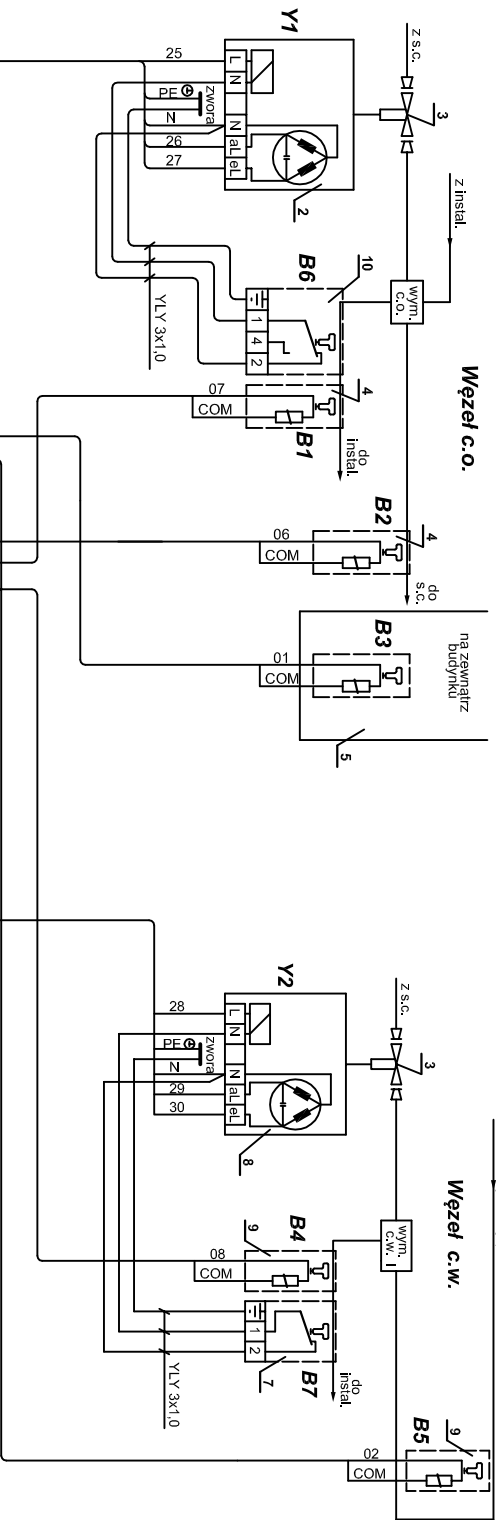 z s.c.
3
z instal.
wym.
c.o.
Węzeł c.o.
Y1
25
L
N
PE
zwora
N
N
26
aL
27
eL
2
YLY 3x1,0
10
B6
1
4
2
4
do
instal.
07
COM
B1
4
B2
do
s.c.
06
COM
B3
na zewnątrz
budynku
01
COM
5
z s.c.
3
wym.
c.w. I
Węzeł c.w.
Y2
28
L
N
PE
zwora
N
N
29
aL
30
eL
8
9
B4
08
COM
do
instal.
B7
1
2
7
YLY 3x1,0
9
B5
02
COM